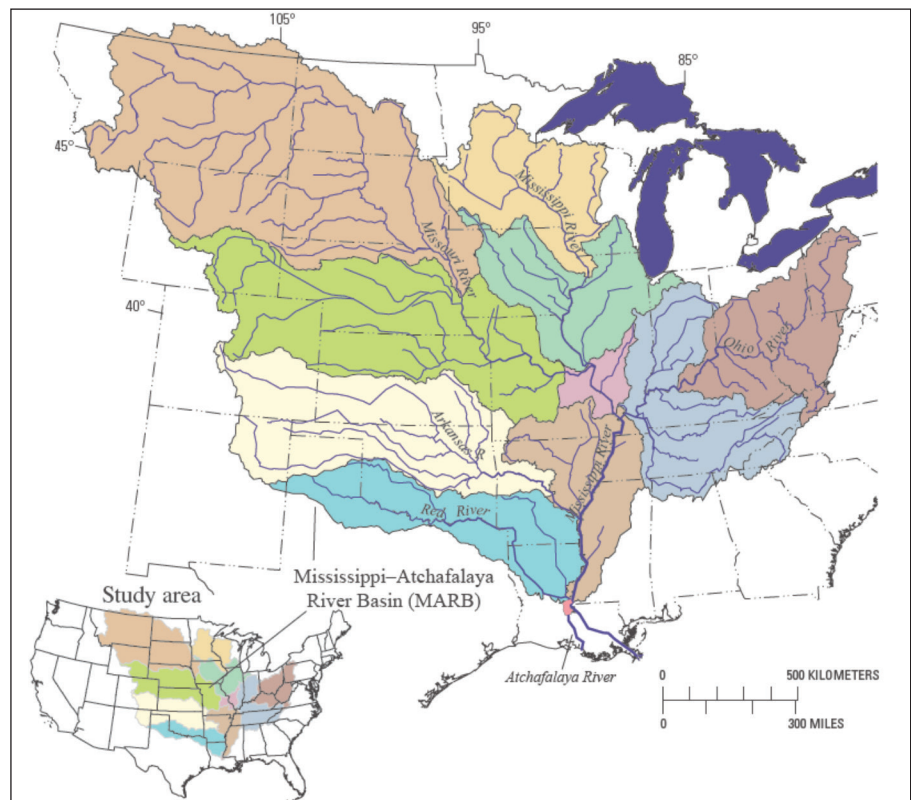 105°
95°
85°
45°
Mississippi
River
Missouri River
40°
Ohio River
Arkansas R
Mississippi River
Red River
Mississippi–Atchafalaya
River Basin (MARB)
Study area
Atchafalaya River
0 500 KILOMETERS
0 300 MILES